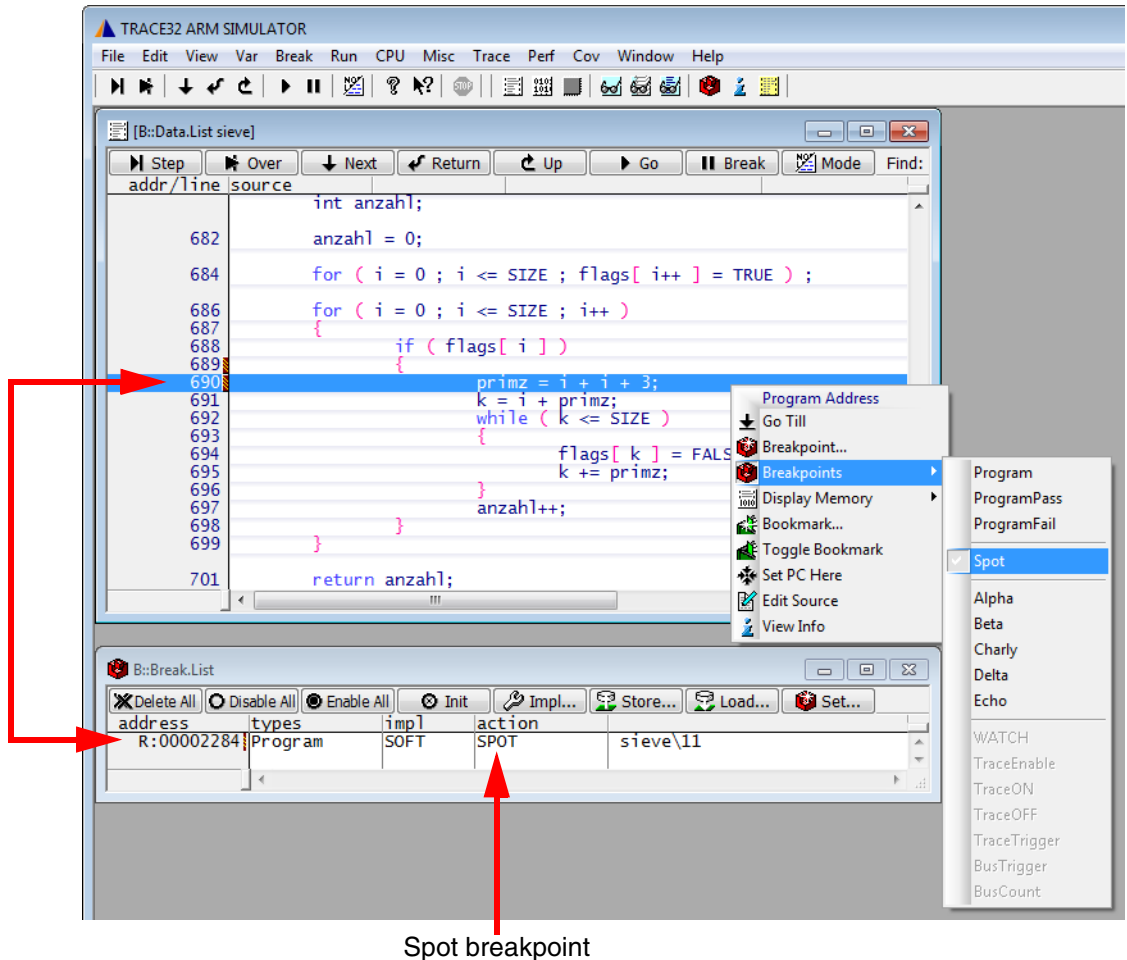 TRACE32 ARM SIMULATOR
File Edit View Var Break Run CPU Misc Trace Perf Cov Window Help
[B::Data.List sieve]
Step Over Next Return Up Go Break Mode Find:
addr/line source
int anzahl;
682 anzahl = 0;
684 for ( i = 0 ; i <= SIZE ; flags[ i++ ] = TRUE ) ;
686 for ( i = 0 ; i <= SIZE ; i++ )
687 {
688 if ( flags[ i ] )
689 {
690 primz = i + i + 3;
691 k = i + primz;
692 while ( k <= SIZE )
693 {
694 flags[ k ] = FALS
695 k += primz;
696 }
697 anzahl++;
698 }
699 }
701 return anzahl;
Program Address
Go Till
Breakpoint...
Breakpoints
Display Memory
Bookmark...
Toggle Bookmark
Set PC Here
Edit Source
View Info
Program
ProgramPass
ProgramFail
Spot
Alpha
Beta
Charly
Delta
Echo
WATCH
TraceEnable
TraceON
TraceOFF
TraceTrigger
BusTrigger
BusCount
B::Break.List
Delete All Disable All Enable All Init Impl... Store... Load... Set...
address types impl action
R:00002284 Program SOFT SPOT sieve\11
Spot breakpoint